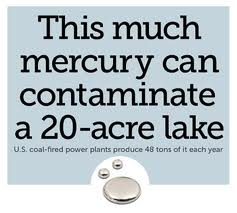 This much
mercury can
contaminate
a 20-acre lake
U.S. coal-fired power plants produce 48 tons of it each year